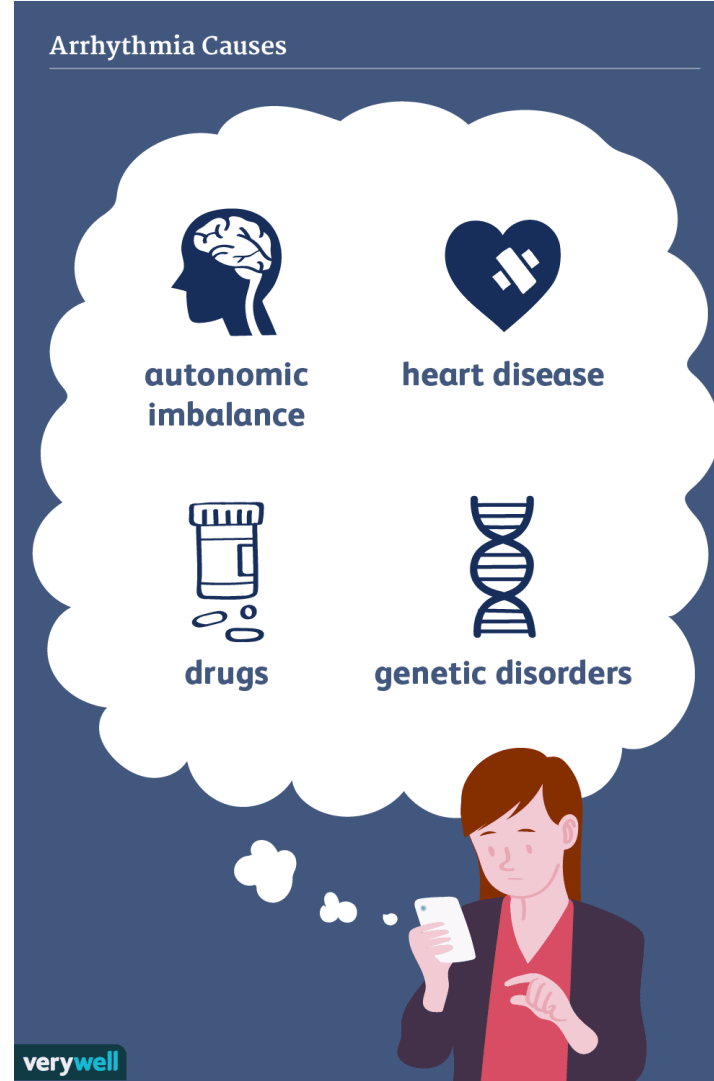 Arrhythmia Causes
autonomic
imbalance
heart disease
drugs
genetic disorders
verywell